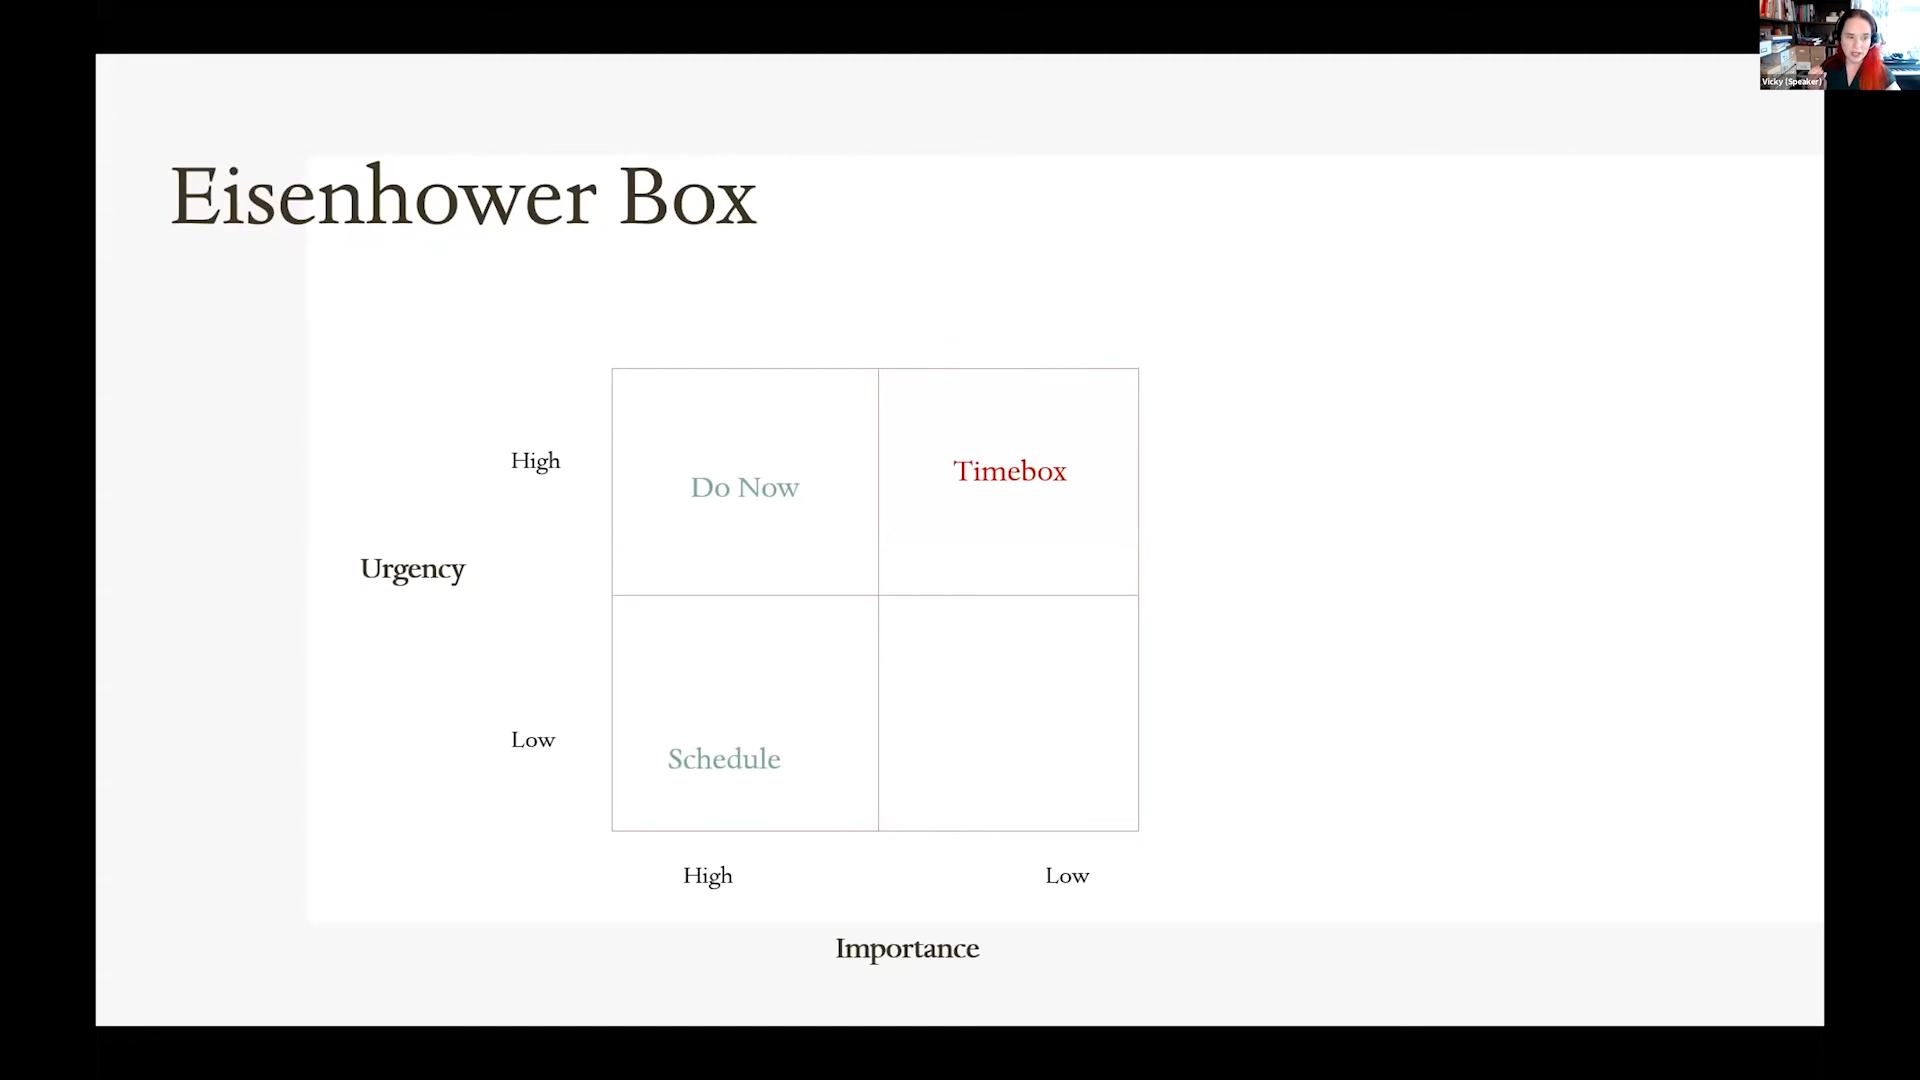 Vicky (Speaker)
Eisenhower Box
High
Do Now
Timebox
Urgency
Low
Schedule
High
Low
Importance